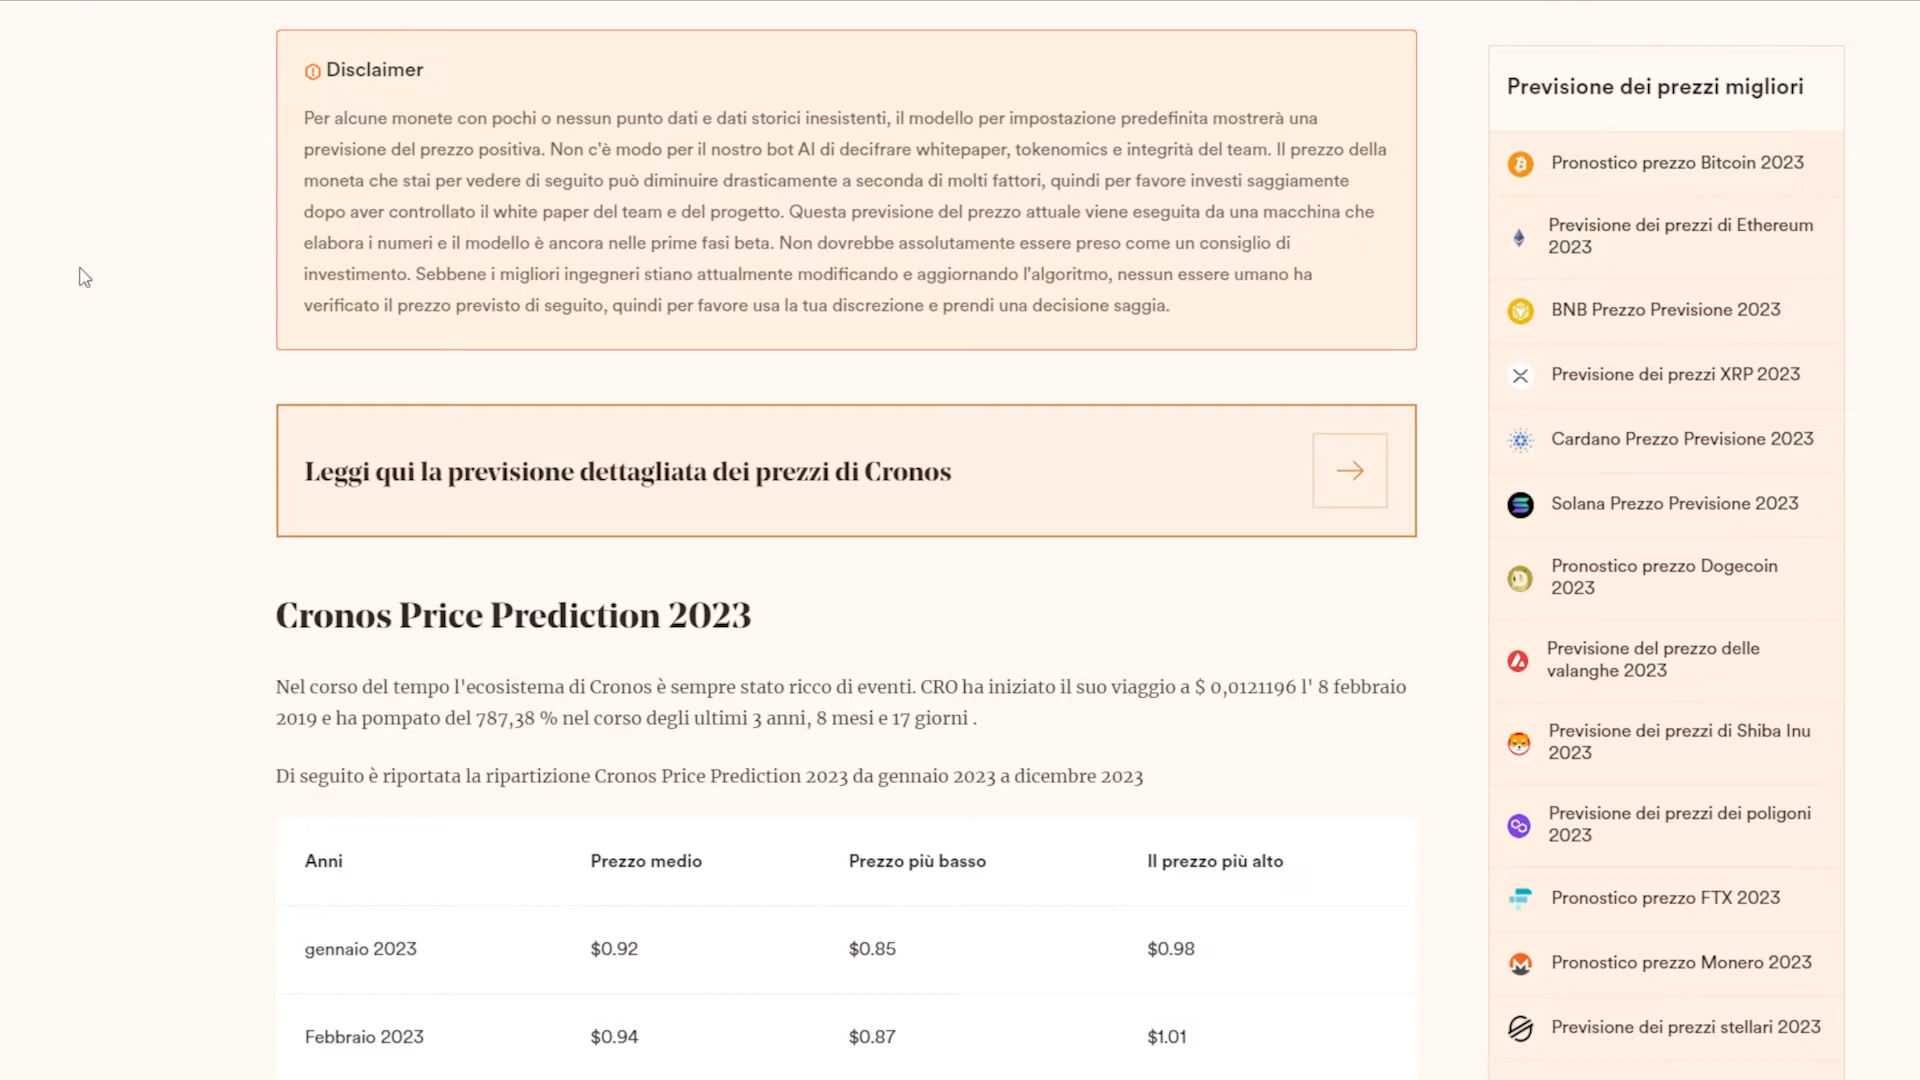 Disclaimer
Per alcune monete con pochi o nessun punto dati e dati storici inesistenti, il modello per impostazione predefinita mostrerà una
previsione del prezzo positiva. Non c'è modo per il nostro bot AI di decifrare whitepaper, tokenomics e integrità del team. Il prezzo della
moneta che stai per vedere di seguito può diminuire drasticamente a seconda di molti fattori, quindi per favore investi saggiamente
dopo aver controllato il white paper del team e del progetto. Questa previsione del prezzo attuale viene eseguita da una macchina che
elabora i numeri e il modello è ancora nelle prime fasi beta. Non dovrebbe assolutamente essere preso come un consiglio di
investimento. Sebbene i migliori ingegneri stiano attualmente modificando e aggiornando l'algoritmo, nessun essere umano ha
verificato il prezzo previsto di seguito, quindi per favore usa la tua discrezione e prendi una decisione saggia.
Leggi qui la previsione dettagliata dei prezzi di Cronos
Cronos Price Prediction 2023
Nel corso del tempo l'ecosistema di Cronos è sempre stato ricco di eventi. CRO ha iniziato il suo viaggio a $ 0,0121196 l' 8 febbraio
2019 e ha pompato del 787,38 % nel corso degli ultimi 3 anni, 8 mesi e 17 giorni .
Di seguito è riportata la ripartizione Cronos Price Prediction 2023 da gennaio 2023 a dicembre 2023
Anni Prezzo medio Prezzo più basso Il prezzo più alto
gennaio 2023 $0.92 $0.85 $0.98
Febbraio 2023 $0.94 $0.87 $1.01
Previsione dei prezzi migliori
Pronostico prezzo Bitcoin 2023
Previsione dei prezzi di Ethereum
2023
BNB Prezzo Previsione 2023
Previsione dei prezzi XRP 2023
Cardano Prezzo Previsione 2023
Solana Prezzo Previsione 2023
Pronostico prezzo Dogecoin
2023
Previsione del prezzo delle
valanghe 2023
Previsione dei prezzi di Shiba Inu
2023
Previsione dei prezzi dei poligoni
2023
Pronostico prezzo FTX 2023
Pronostico prezzo Monero 2023
Previsione dei prezzi stellari 2023